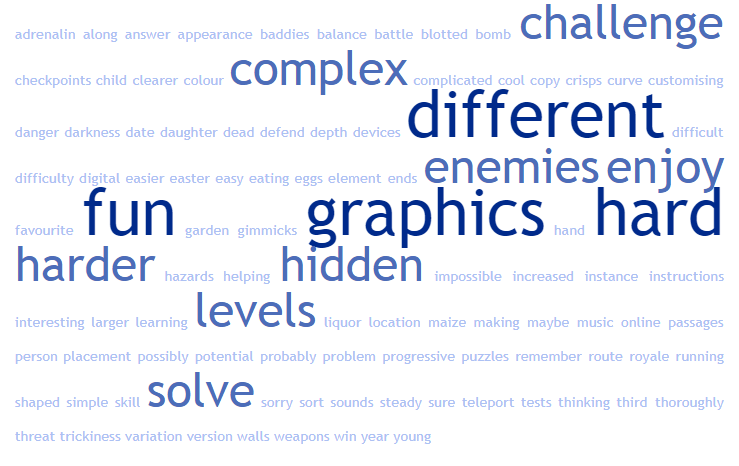 adrenalin along answer appearance baddies balance battle blotted bomb challenge
checkpoints child clearer colour complex complicated cool copy crisps curve customising
danger darkness date daughter dead defend depth devices different difficult
difficulty digital easier easter easy eating eggs element ends enemies enjoy
favourite fun garden gimmicks graphics hand hard
harder hazards helping hidden impossible increased instance instructions
interesting larger learning levels liquor location maize making maybe music online passages
person placement possibly potential probably problem progressive puzzles remember route royale running
shaped simple skill solve sorry sort sounds steady sure teleport tests thinking third thoroughly
threat trickiness variation version walls weapons win year young